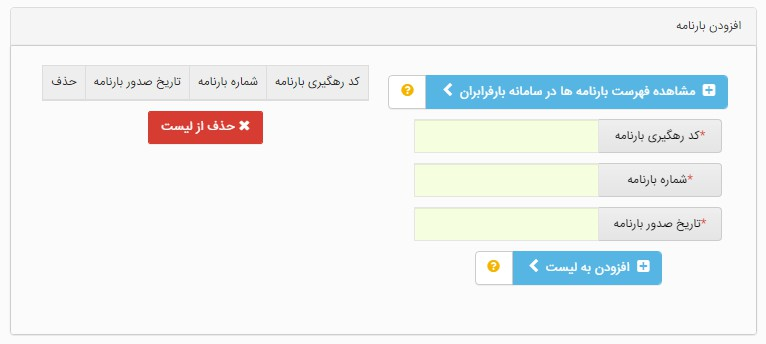 افزودن بارنامه
مشاهده فهرست بارنامه ها در سامانه بارفرابران
?
*کد رهگیری بارنامه
*شماره بارنامه
*تاریخ صدور بارنامه
افزودن به لیست
?
کد رهگیری بارنامه شماره بارنامه تاریخ صدور بارنامه حذف
حذف از لیست